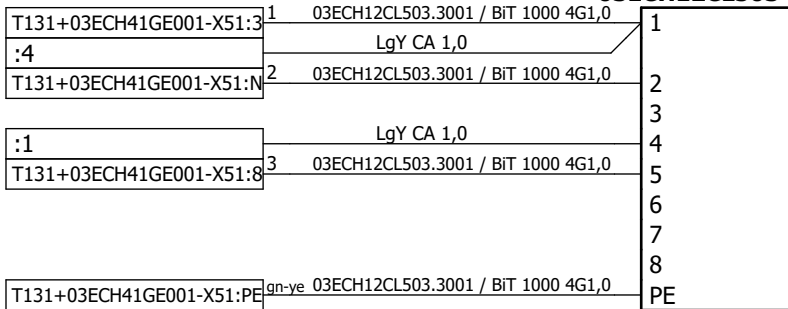 T131+03ECH41GE001-X51:3 1 03ECH12CL503.3001 / BiT 1000 4G1,0 1
:4 LgY CA 1,0
T131+03ECH41GE001-X51:N 2 03ECH12CL503.3001 / BiT 1000 4G1,0 2
3
:1 LgY CA 1,0 4
T131+03ECH41GE001-X51:8 3 03ECH12CL503.3001 / BiT 1000 4G1,0 5
6
7
8
T131+03ECH41GE001-X51:PE gn-ye 03ECH12CL503.3001 / BiT 1000 4G1,0 PE